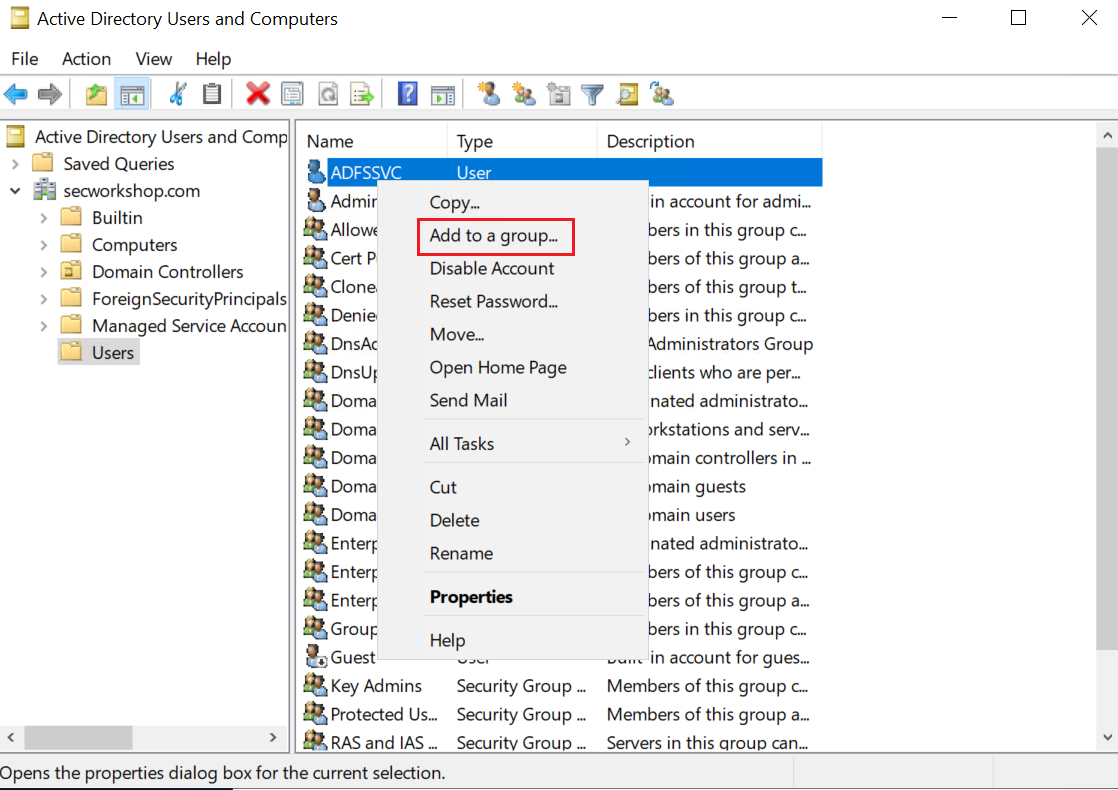 Active Directory Users and Computers
File Action View Help
Active Directory Users and Comp
Saved Queries
secworkshop.com
Builtin
Computers
Domain Controllers
ForeignSecurityPrincipals
Managed Service Accoun
Users
Name Type Description
ADFSSVC User
Admin in account for admi...
Allowe bers in this group c...
Cert P bers of this group a...
Clonea bers of this group t...
Denied bers in this group c...
DnsAd Administrators Group
DnsUp clients who are per...
Doma nated administrato...
Doma orkstations and serv...
Doma omain controllers in ...
Doma omain guests
Doma omain users
Enterp nated administrato...
Enterp bers of this group c...
Enterp bers of this group a...
Group bers in this group c...
Guest User Built-in account for gues...
Key Admins Security Group ... Members of this group c...
Protected Us... Security Group ... Members of this group a...
RAS and IAS ... Security Group ... Servers in this group can...
Copy...
Add to a group...
Disable Account
Reset Password...
Move...
Open Home Page
Send Mail
All Tasks
Cut
Delete
Rename
Properties
Help
Opens the properties dialog box for the current selection.